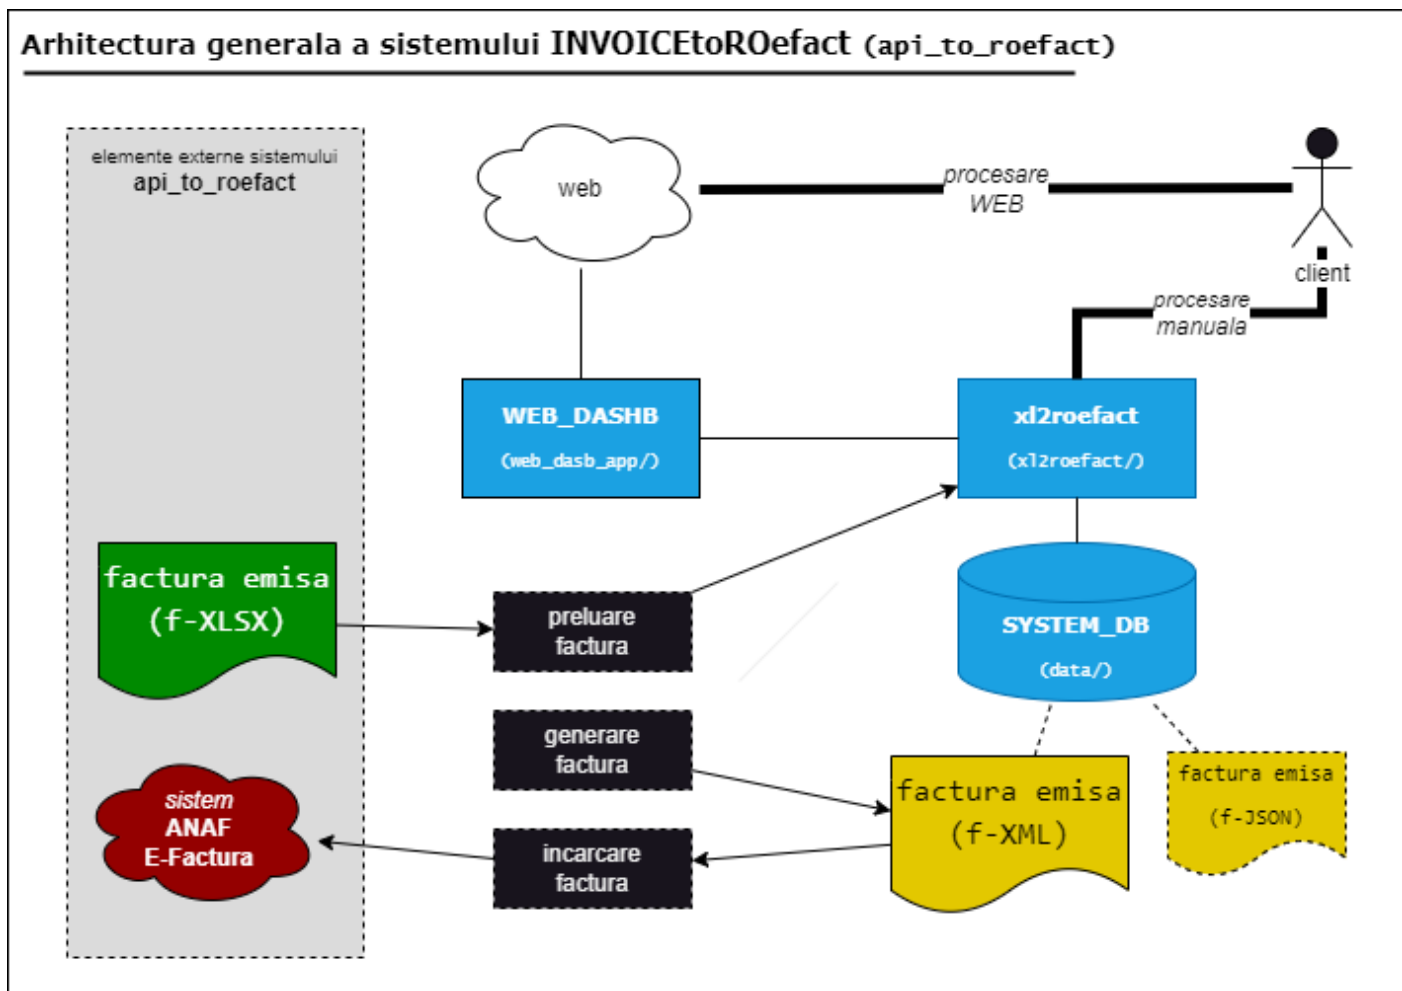 Arhitectura generala a sistemului INVOICEtoROefact (api_to_roefact)
elemente externe sistemului
api_to_roefact
web
procesare
WEB
client
procesare
manuala
WEB_DASHB
(web_dasb_app/)
xl2roefact
(xl2roefact/)
factura emisa
(f-XLSX)
preluare
factura
SYSTEM_DB
(data/)
generare
factura
factura emisa
(f-XML)
factura emisa
(f-JSON)
sistem
ANAF
E-Factura
incarcare
factura